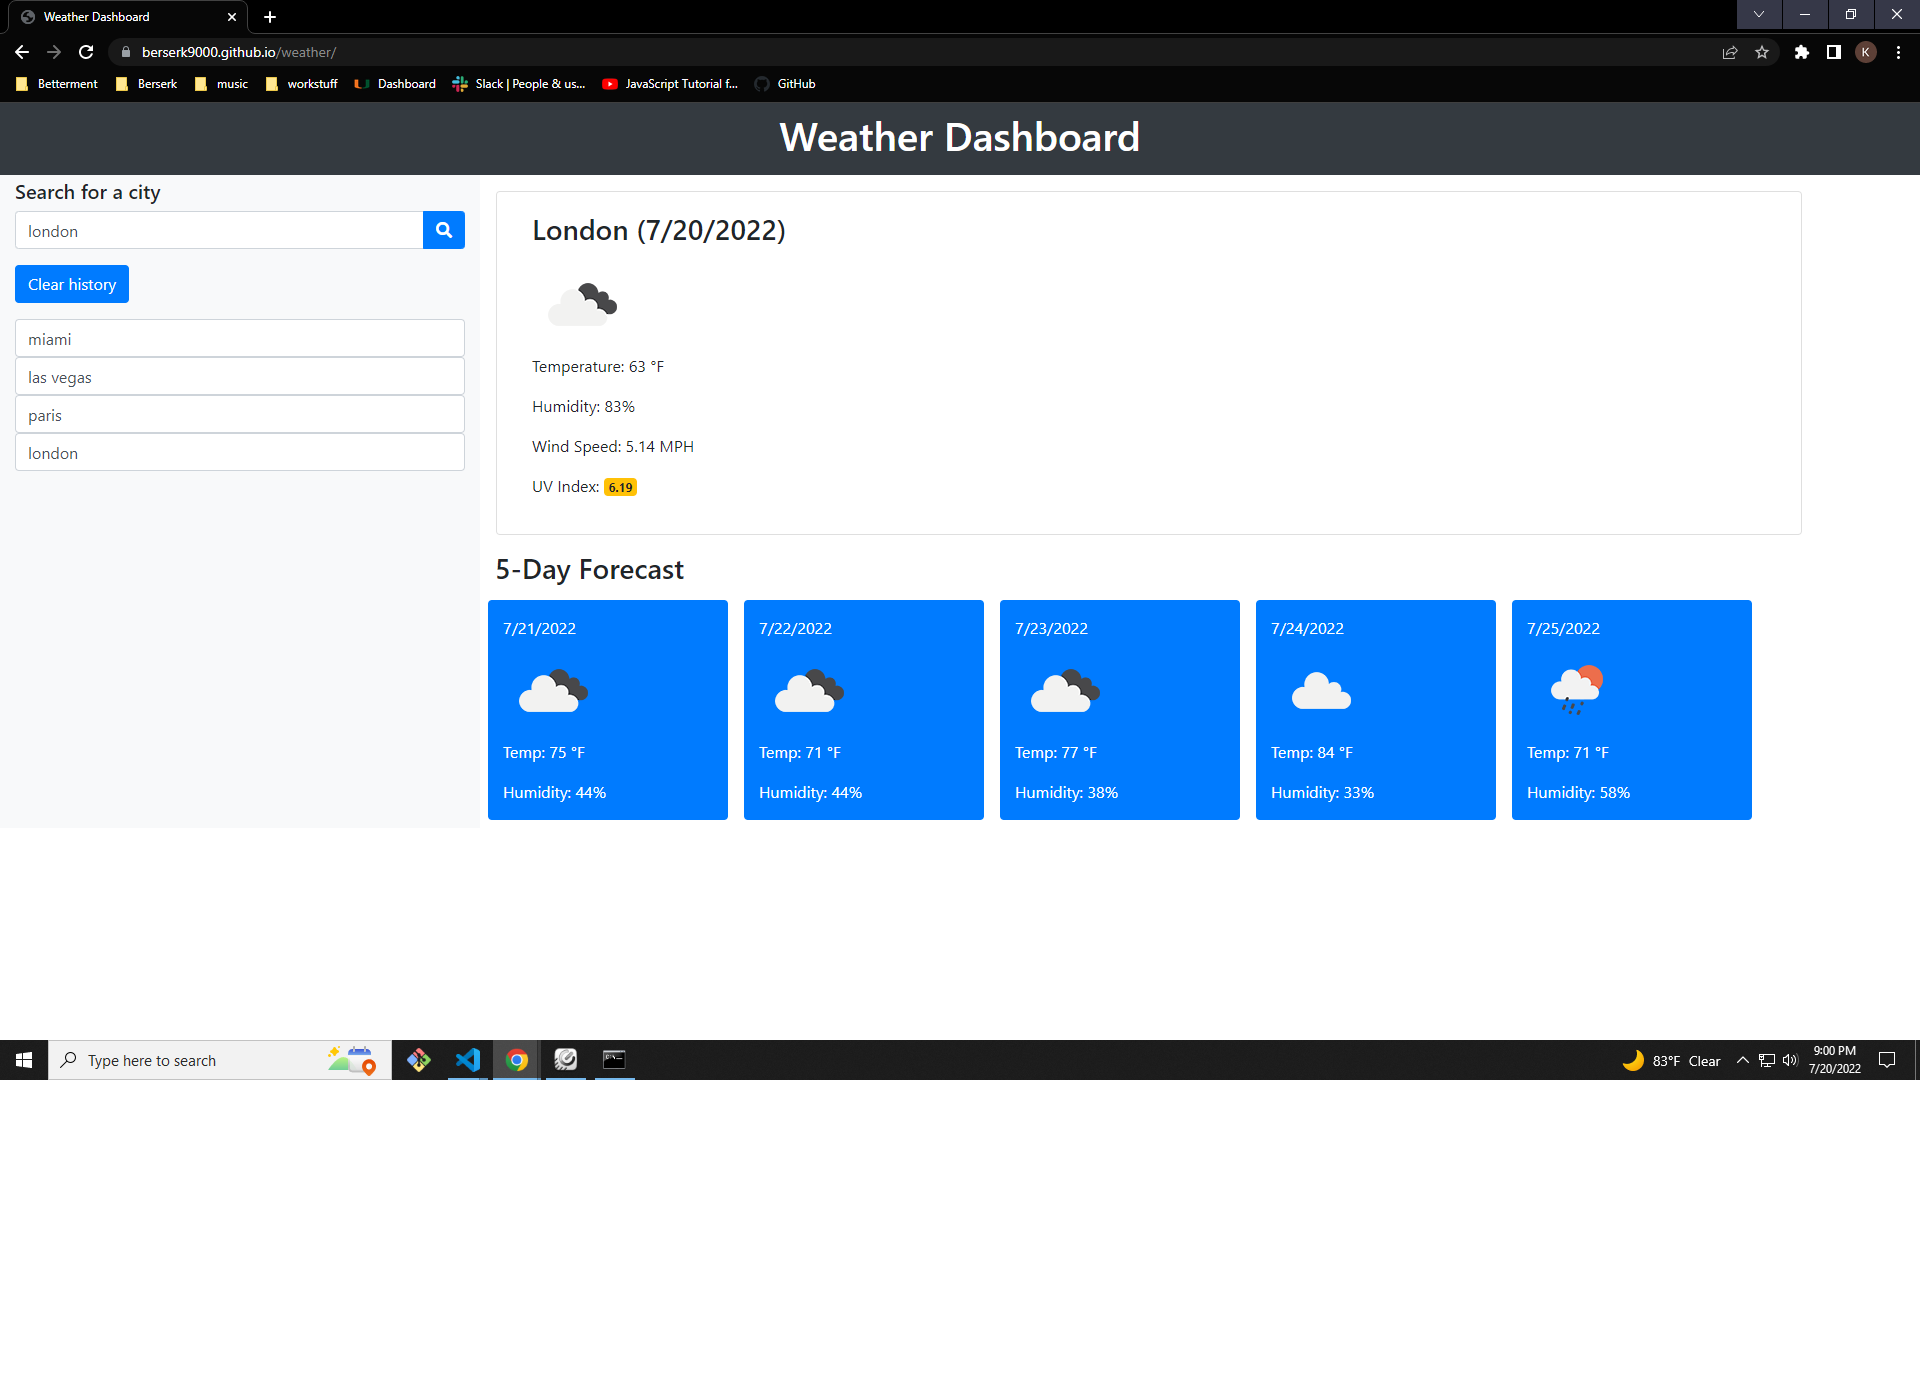 Weather Dashboard
berserk9000.github.io/weather/
K
Betterment Berserk music workstuff Dashboard Slack | People & us... JavaScript Tutorial f... GitHub
Weather Dashboard
Search for a city
london
Clear history
miami
las vegas
paris
london
London (7/20/2022)
Temperature: 63 °F
Humidity: 83%
Wind Speed: 5.14 MPH
UV Index: 6.19
5-Day Forecast
7/21/2022
Temp: 75 °F
Humidity: 44%
7/22/2022
Temp: 71 °F
Humidity: 44%
7/23/2022
Temp: 77 °F
Humidity: 38%
7/24/2022
Temp: 84 °F
Humidity: 33%
7/25/2022
Temp: 71 °F
Humidity: 58%
Type here to search
83°F Clear
9:00 PM
7/20/2022